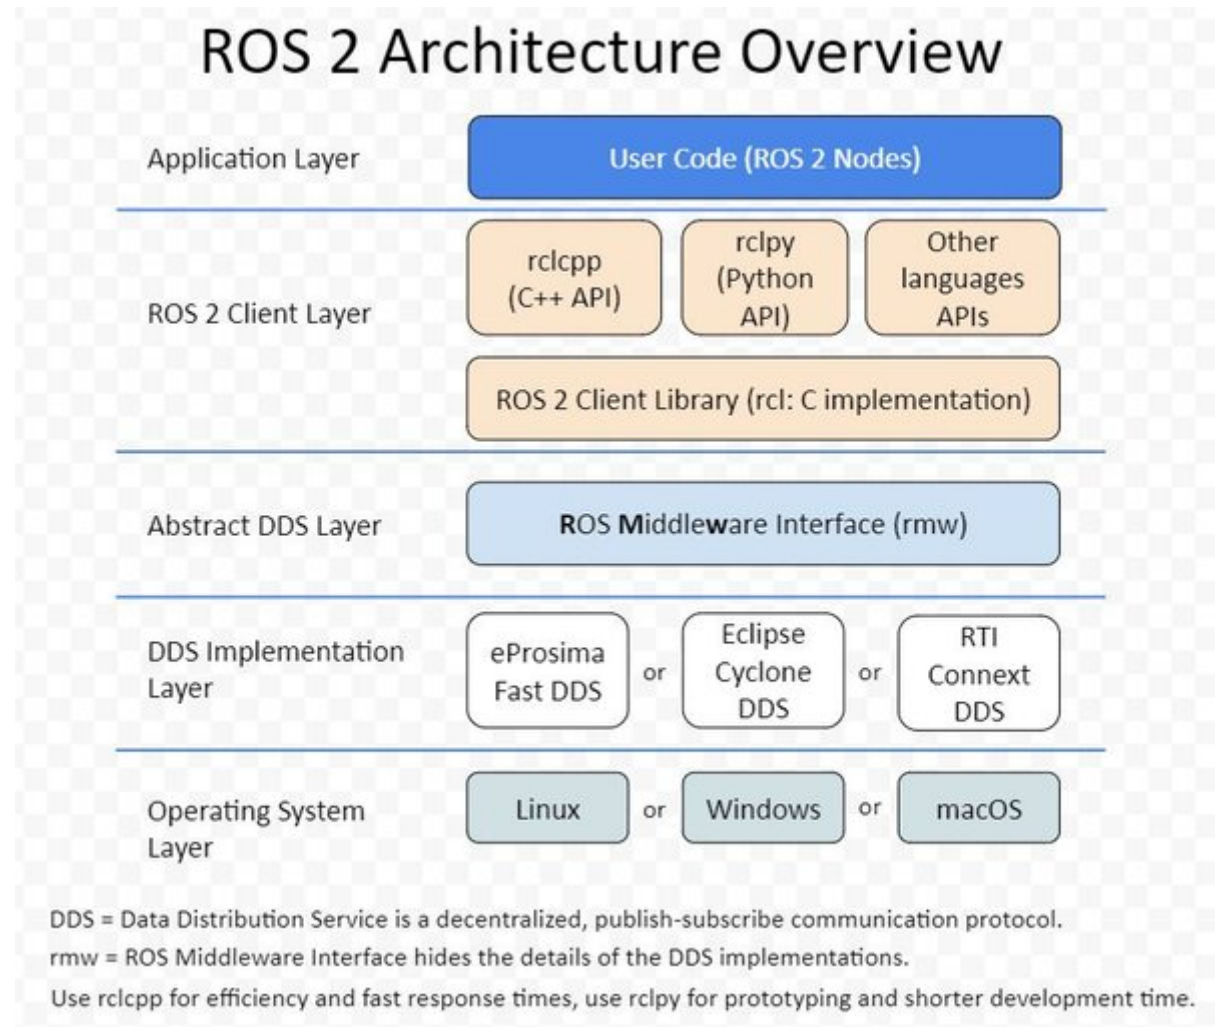 ROS 2 Architecture Overview
Application Layer
User Code (ROS 2 Nodes)
ROS 2 Client Layer
rclcpp
(C++ API)
rclpy
(Python
API)
Other
languages
APIs
ROS 2 Client Library (rcl: C implementation)
Abstract DDS Layer
ROS Middleware Interface (rmw)
DDS Implementation
Layer
eProsima
Fast DDS
or
Eclipse
Cyclone
DDS
or
RTI
Connext
DDS
Operating System
Layer
Linux
or
Windows
or
macOS
DDS = Data Distribution Service is a decentralized, publish-subscribe communication protocol.
rmw = ROS Middleware Interface hides the details of the DDS implementations.
Use rclcpp for efficiency and fast response times, use rclpy for prototyping and shorter development time.